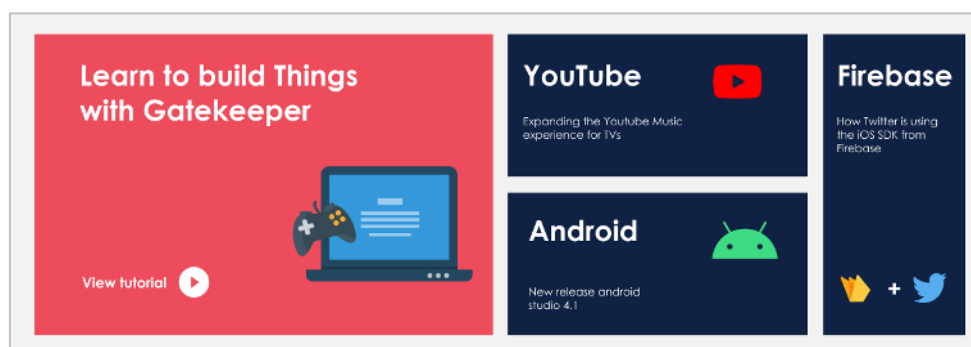 Learn to build Things
with Gatekeeper
View tutorial
YouTube
Expanding the Youtube Music
experience for TVs
Android
New release android
studio 4.1
Firebase
How Twitter is using
the iOS SDK from
Firebase
+